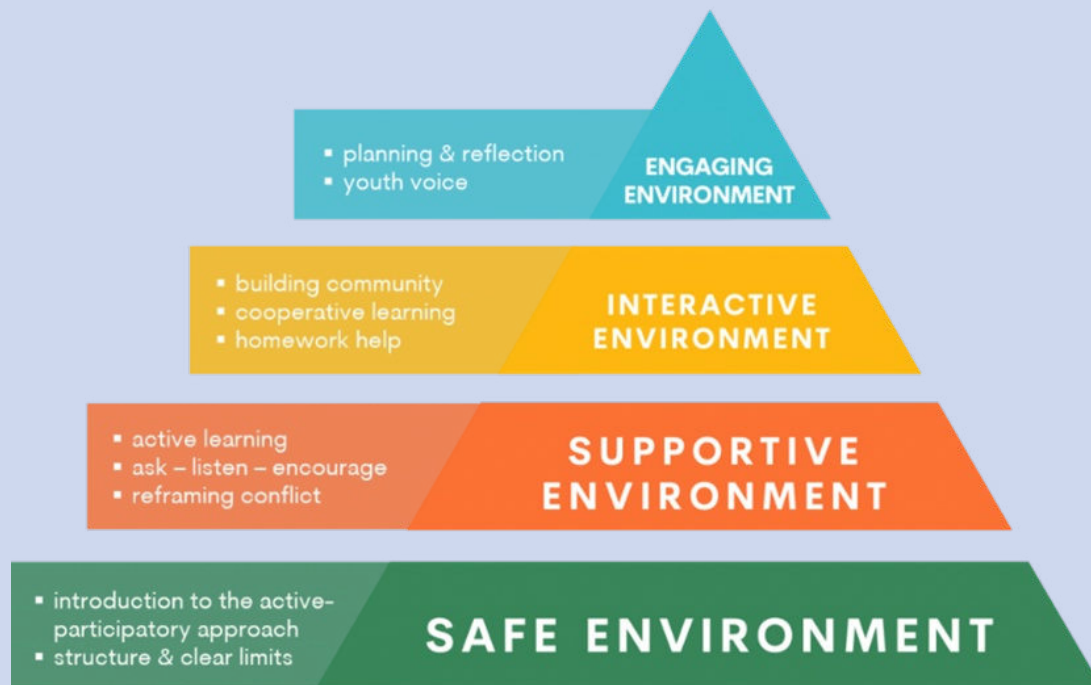 ▪ planning & reflection
▪ youth voice
ENGAGING
ENVIRONMENT
▪ building community
▪ cooperative learning
▪ homework help
INTERACTIVE
ENVIRONMENT
▪ active learning
▪ ask – listen – encourage
▪ reframing conflict
SUPPORTIVE
ENVIRONMENT
▪ introduction to the active-
participatory approach
▪ structure & clear limits
SAFE ENVIRONMENT